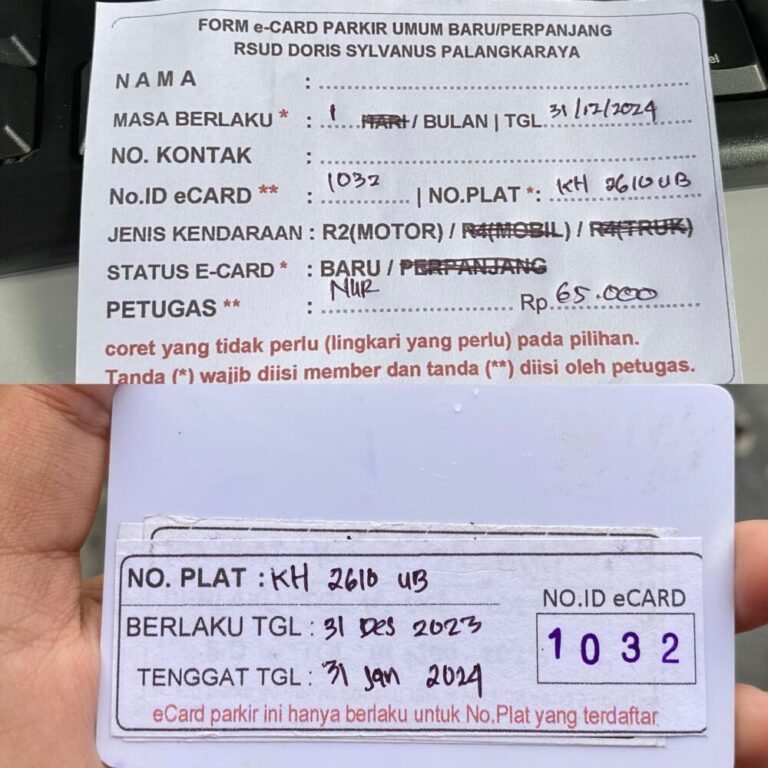 FORM e-CARD PARKIR UMUM BARU/PERPANJANG
RSUD DORIS SYLVANUS PALANGKARAYA
NAMA :
MASA BERLAKU * : 1 HARI / BULAN | TGL 31/12/2024
NO. KONTAK :
No.ID eCARD ** : 1032 | NO.PLAT *: KH 2610 UB
JENIS KENDARAAN : R2(MOTOR) / R4(MOBIL) / R4(TRUK)
STATUS E-CARD * : BARU / PERPANJANG
PETUGAS ** : NUR Rp 65.000
coret yang tidak perlu (lingkari yang perlu) pada pilihan.
Tanda (*) wajib diisi member dan tanda (**) diisi oleh petugas.
NO. PLAT : KH 2610 UB
BERLAKU TGL : 31 Des 2023
TENGGAT TGL : 31 Jan 2024
NO.ID eCARD
1032
eCard parkir ini hanya berlaku untuk No.Plat yang terdaftar